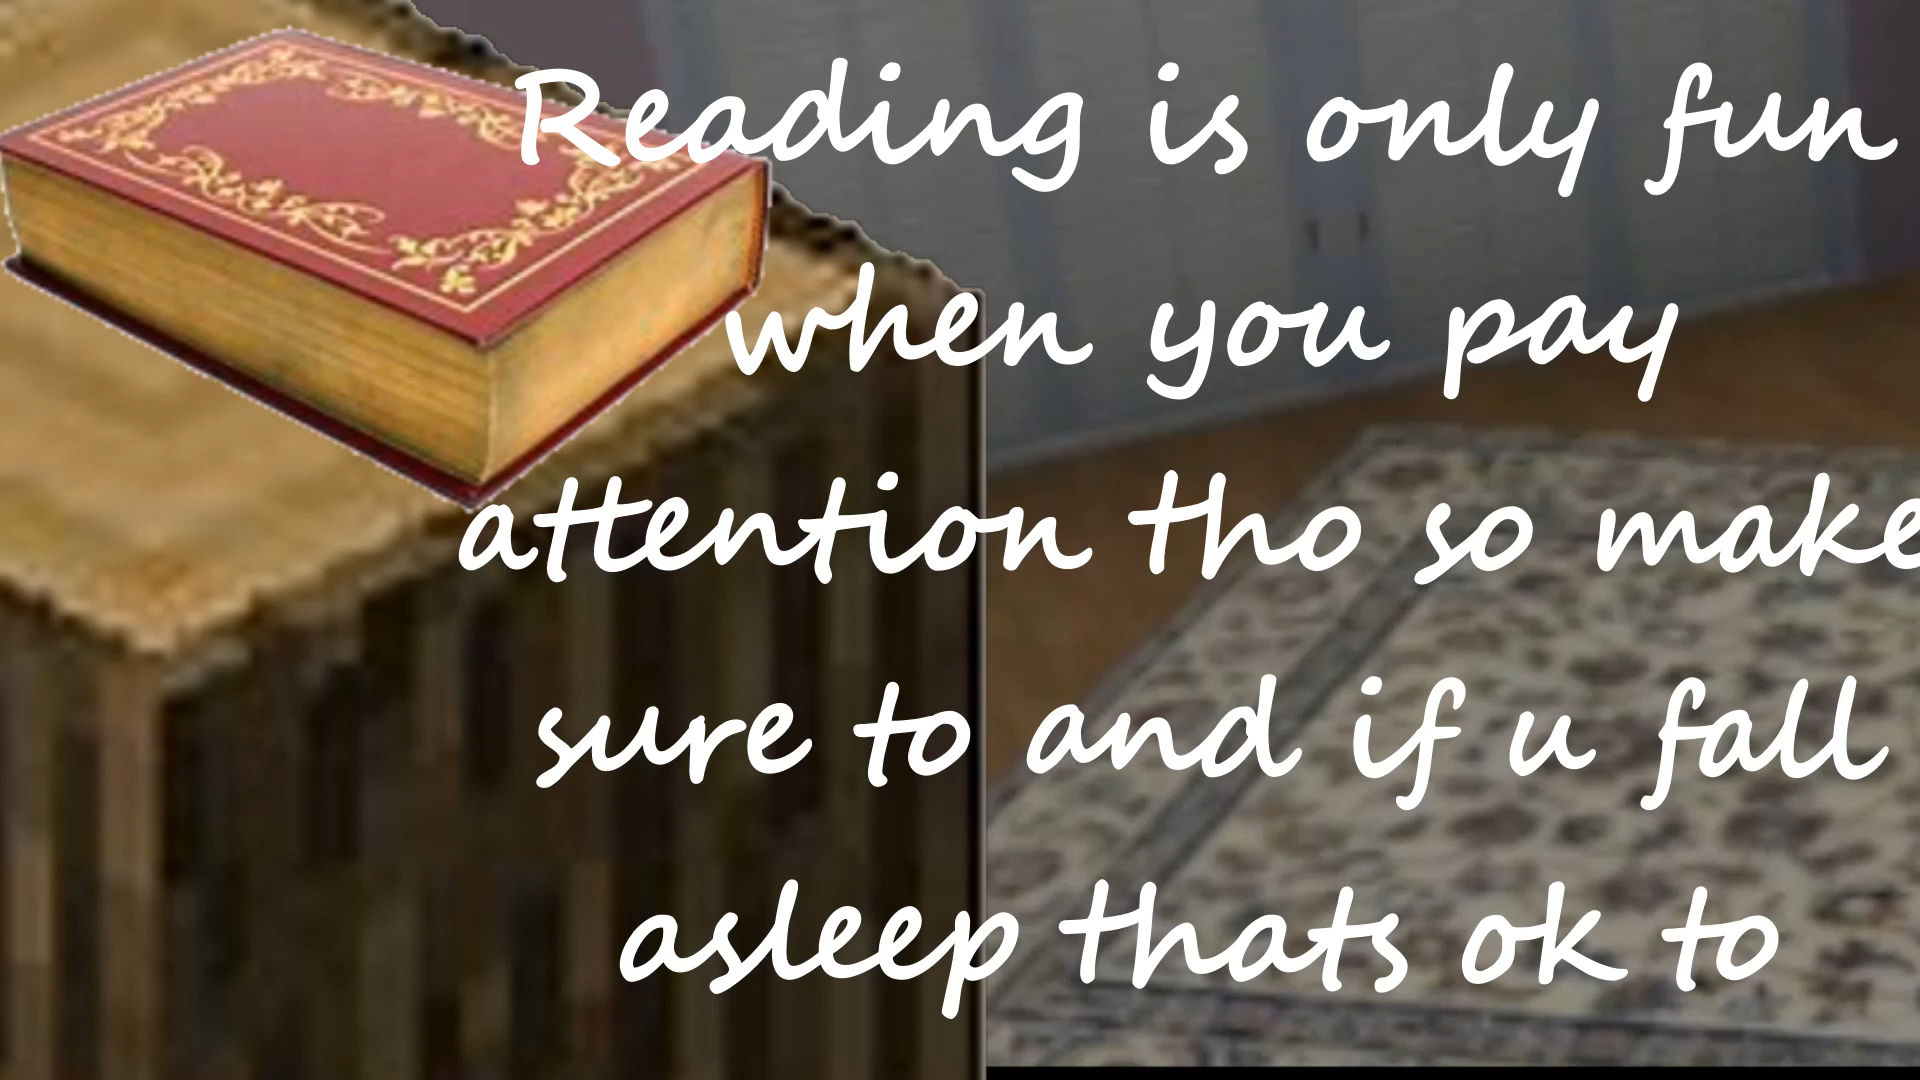 Reading is only fun
when you pay
attention tho so make
sure to and if u fall
asleep thats ok to